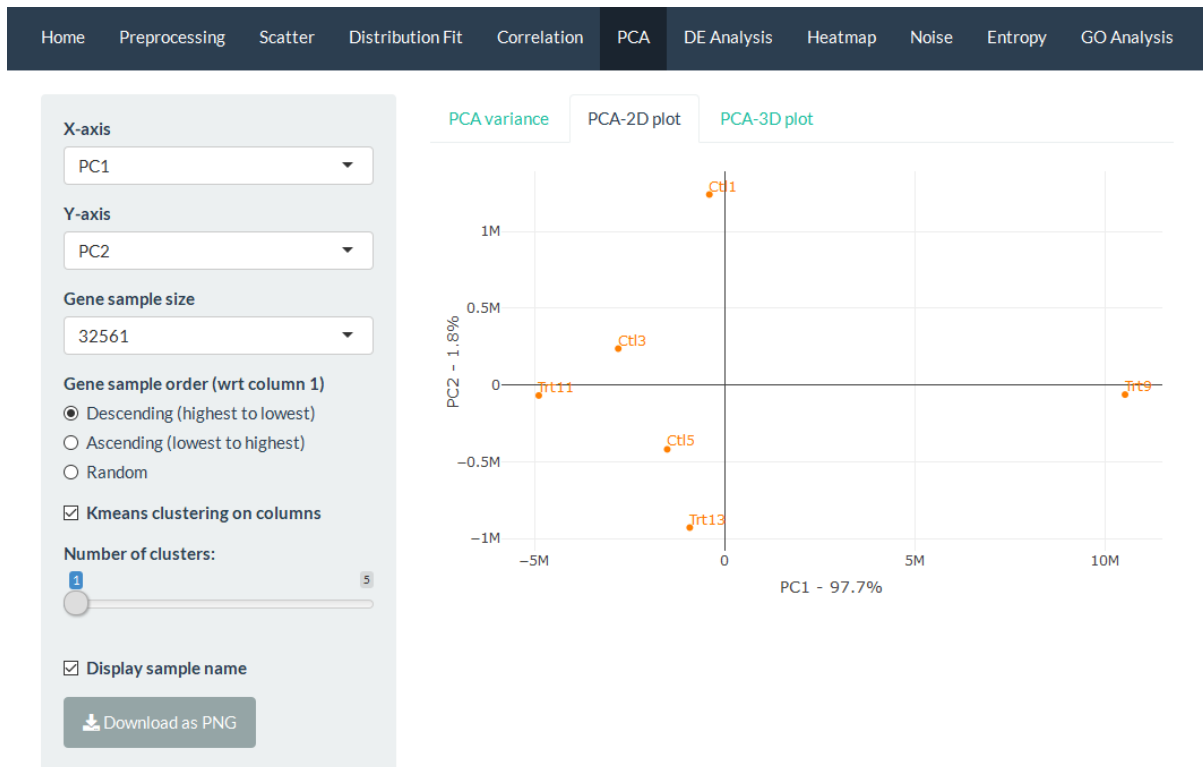 Home Preprocessing Scatter Distribution Fit Correlation PCA DE Analysis Heatmap Noise Entropy GO Analysis
X-axis
PC1
Y-axis
PC2
Gene sample size
32561
Gene sample order (wrt column 1)
Descending (highest to lowest)
Ascending (lowest to highest)
Random
Kmeans clustering on columns
Number of clusters:
1 5
Display sample name
Download as PNG
PCA variance PCA-2D plot PCA-3D plot
Ctl1
1M
0.5M
Ctl3
0
Trt11
Trt9
Ctl5
−0.5M
Trt13
−1M
PC2 - 1.8%
−5M 0 5M 10M
PC1 - 97.7%